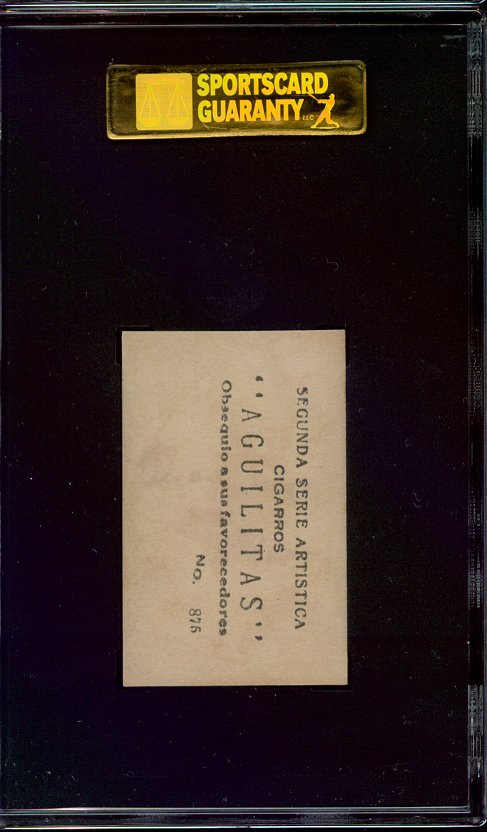 SPORTSCARD
GUARANTY LLC
SEGUNDA SERIE ARTISTICA
CIGARROS
"AGUILITAS"
Obsequio a sus favorecedores
No. 875